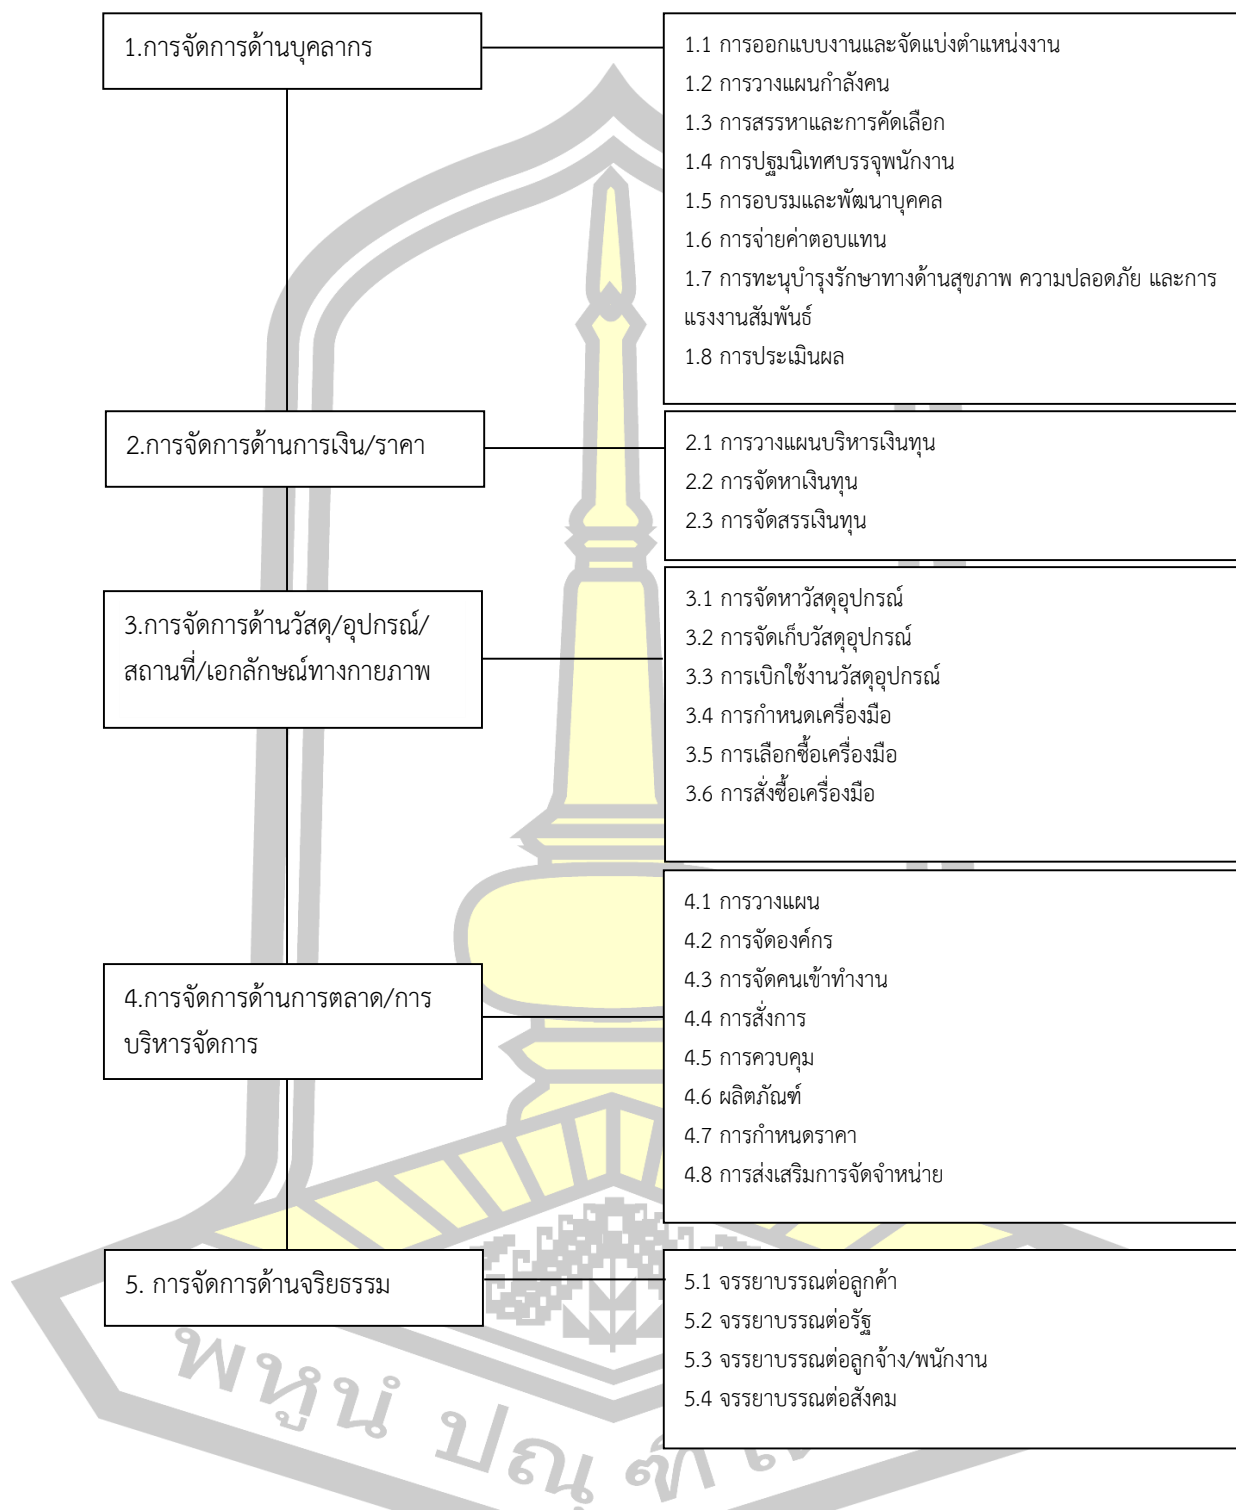 1.การจัดการด้านบุคลากร
1.1 การออกแบบงานและจัดแบ่งตำแหน่งงาน
1.2 การวางแผนกำลังคน
1.3 การสรรหาและการคัดเลือก
1.4 การปฐมนิเทศบรรจุพนักงาน
1.5 การอบรมและพัฒนาบุคคล
1.6 การจ่ายค่าตอบแทน
1.7 การทะนุบำรุงรักษาทางด้านสุขภาพ ความปลอดภัย และการ
แรงงานสัมพันธ์
1.8 การประเมินผล
2.การจัดการด้านการเงิน/ราคา
2.1 การวางแผนบริหารเงินทุน
2.2 การจัดหาเงินทุน
2.3 การจัดสรรเงินทุน
3.การจัดการด้านวัสดุ/อุปกรณ์/
สถานที่/เอกลักษณ์ทางกายภาพ
3.1 การจัดหาวัสดุอุปกรณ์
3.2 การจัดเก็บวัสดุอุปกรณ์
3.3 การเบิกใช้งานวัสดุอุปกรณ์
3.4 การกำหนดเครื่องมือ
3.5 การเลือกซื้อเครื่องมือ
3.6 การสั่งซื้อเครื่องมือ
4.การจัดการด้านการตลาด/การ
บริหารจัดการ
4.1 การวางแผน
4.2 การจัดองค์กร
4.3 การจัดคนเข้าทำงาน
4.4 การสั่งการ
4.5 การควบคุม
4.6 ผลิตภัณฑ์
4.7 การกำหนดราคา
4.8 การส่งเสริมการจัดจำหน่าย
5. การจัดการด้านจริยธรรม
5.1 จรรยาบรรณต่อลูกค้า
5.2 จรรยาบรรณต่อรัฐ
5.3 จรรยาบรรณต่อลูกจ้าง/พนักงาน
5.4 จรรยาบรรณต่อสังคม
พหูนํ